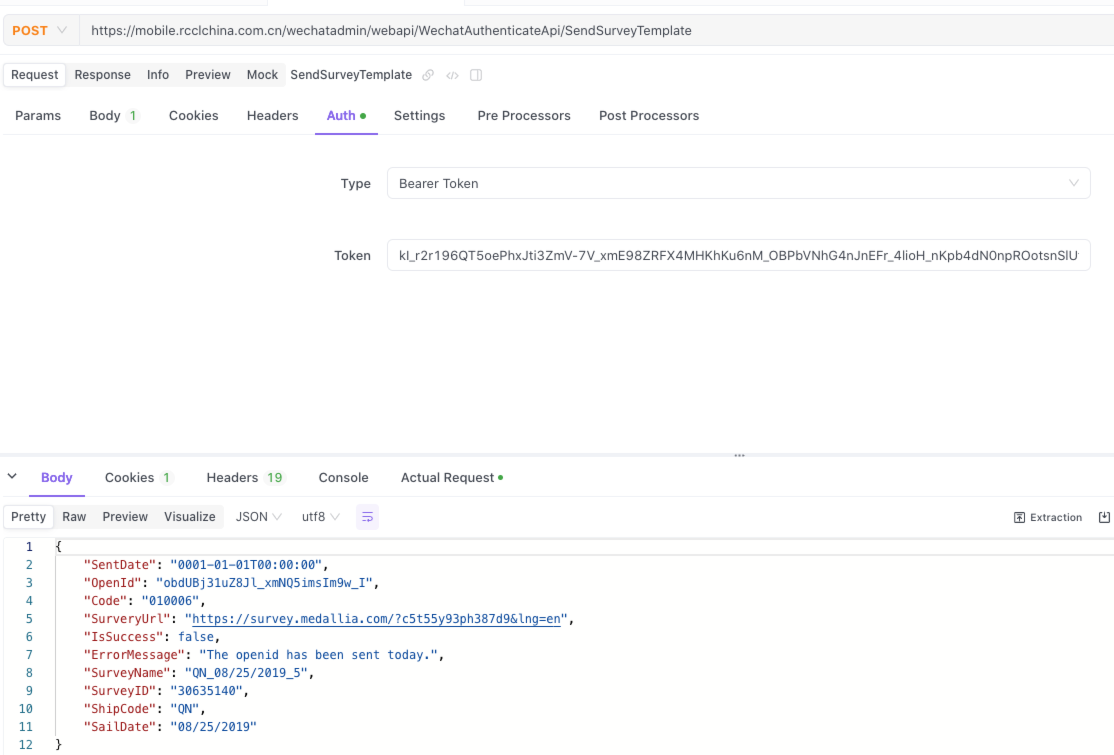 POST https://mobile.rcclchina.com.cn/wechatadmin/webapi/WechatAuthenticateApi/SendSurveyTemplate
Request Response Info Preview Mock SendSurveyTemplate
Params Body 1 Cookies Headers Auth Settings Pre Processors Post Processors
Type Bearer Token
Token kI_r2r196QT5oePhxJti3ZmV-7V_xmE98ZRFX4MHKhKu6nM_OBPbVNhG4nJnEFr_4lioH_nKpb4dN0npROotsnSlU
Body Cookies 1 Headers 19 Console Actual Request
Pretty Raw Preview Visualize JSON utf8 Extraction
1 {
2 "SentDate": "0001-01-01T00:00:00",
3 "OpenId": "obdUBj31uZ8Jl_xmNQ5imsIm9w_I",
4 "Code": "010006",
5 "SurveryUrl": "https://survey.medallia.com/?c5t55y93ph387d9&lng=en",
6 "IsSuccess": false,
7 "ErrorMessage": "The openid has been sent today.",
8 "SurveyName": "QN_08/25/2019_5",
9 "SurveyID": "30635140",
10 "ShipCode": "QN",
11 "SailDate": "08/25/2019"
12 }